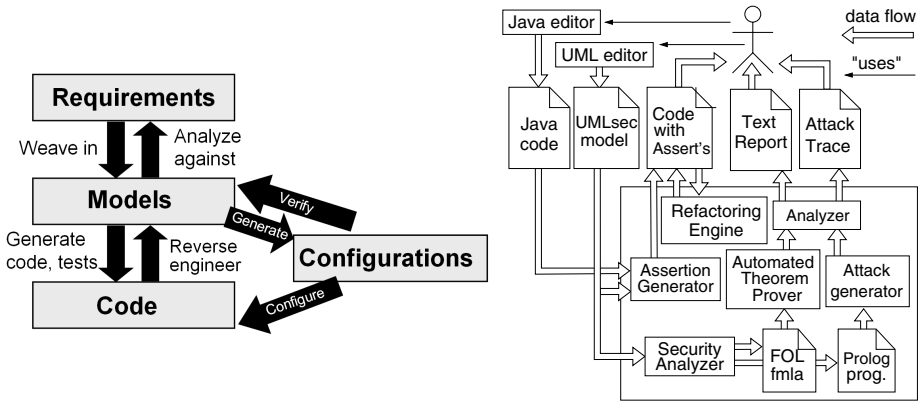 Requirements
Weave in
Analyze
against
Models
Verify
Generate
Generate
code, tests
Reverse
engineer
Configurations
Configure
Code
Java editor
UML editor
data flow
"uses"
Java
code
UMLsec
model
Code
with
Assert's
Text
Report
Attack
Trace
Refactoring
Engine
Analyzer
Assertion
Generator
Automated
Theorem
Prover
Attack
generator
Security
Analyzer
FOL
fmla
Prolog
prog.